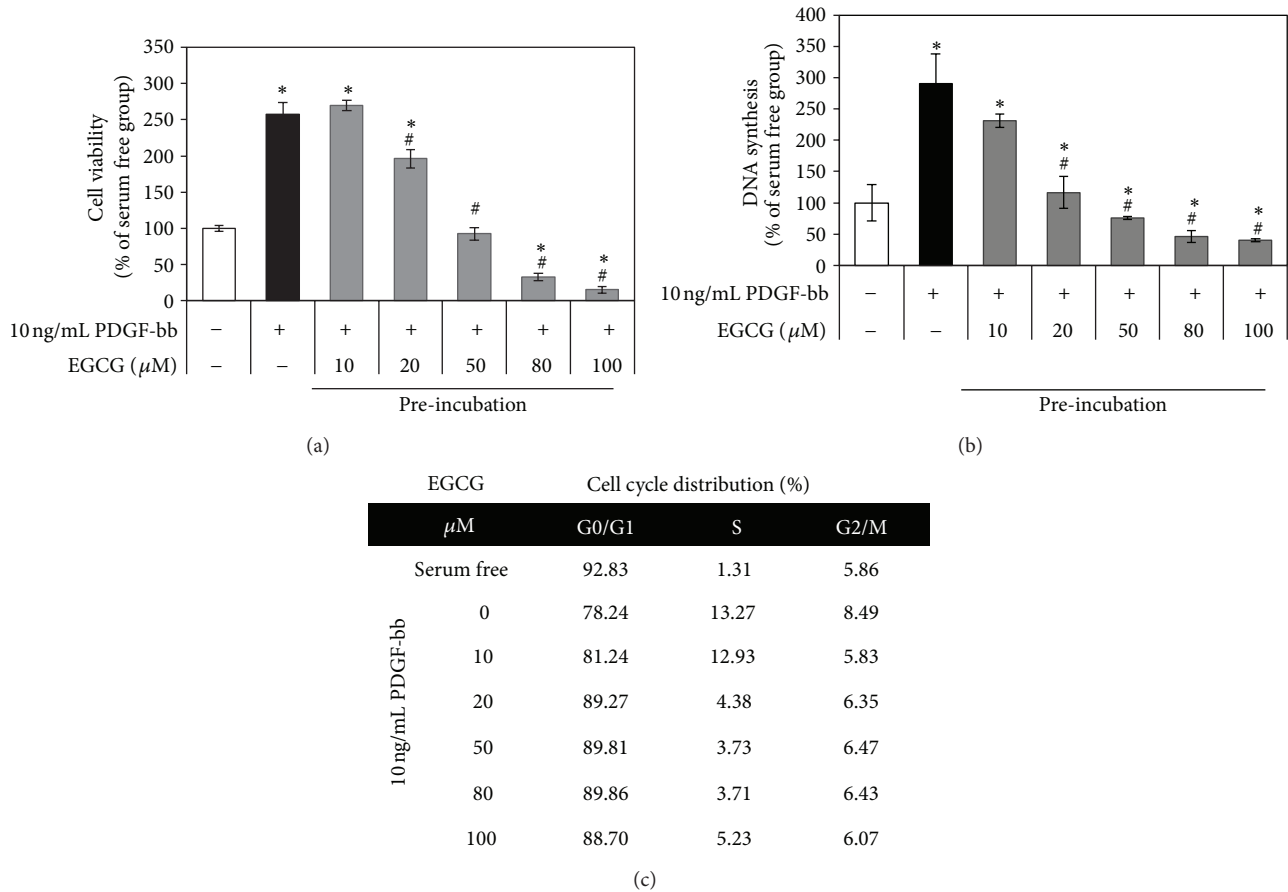 350
300
250
200
150
100
50
0
Cell viability
(% of serum free group)
*
*
*
#
#
*
#
*
#
10 ng/mL PDGF-bb
− + + + + + +
EGCG (μM)
− − 10 20 50 80 100
Pre-incubation
(a)
400
350
300
250
200
150
100
50
0
DNA synthesis
(% of serum free group)
*
*
*
#
*
#
*
#
*
#
10 ng/mL PDGF-bb
− + + + + + +
EGCG (μM)
− − 10 20 50 80 100
Pre-incubation
(b)
EGCG Cell cycle distribution (%)
μM G0/G1 S G2/M
Serum free 92.83 1.31 5.86
10 ng/mL PDGF-bb
0 78.24 13.27 8.49
10 81.24 12.93 5.83
20 89.27 4.38 6.35
50 89.81 3.73 6.47
80 89.86 3.71 6.43
100 88.70 5.23 6.07
(c)